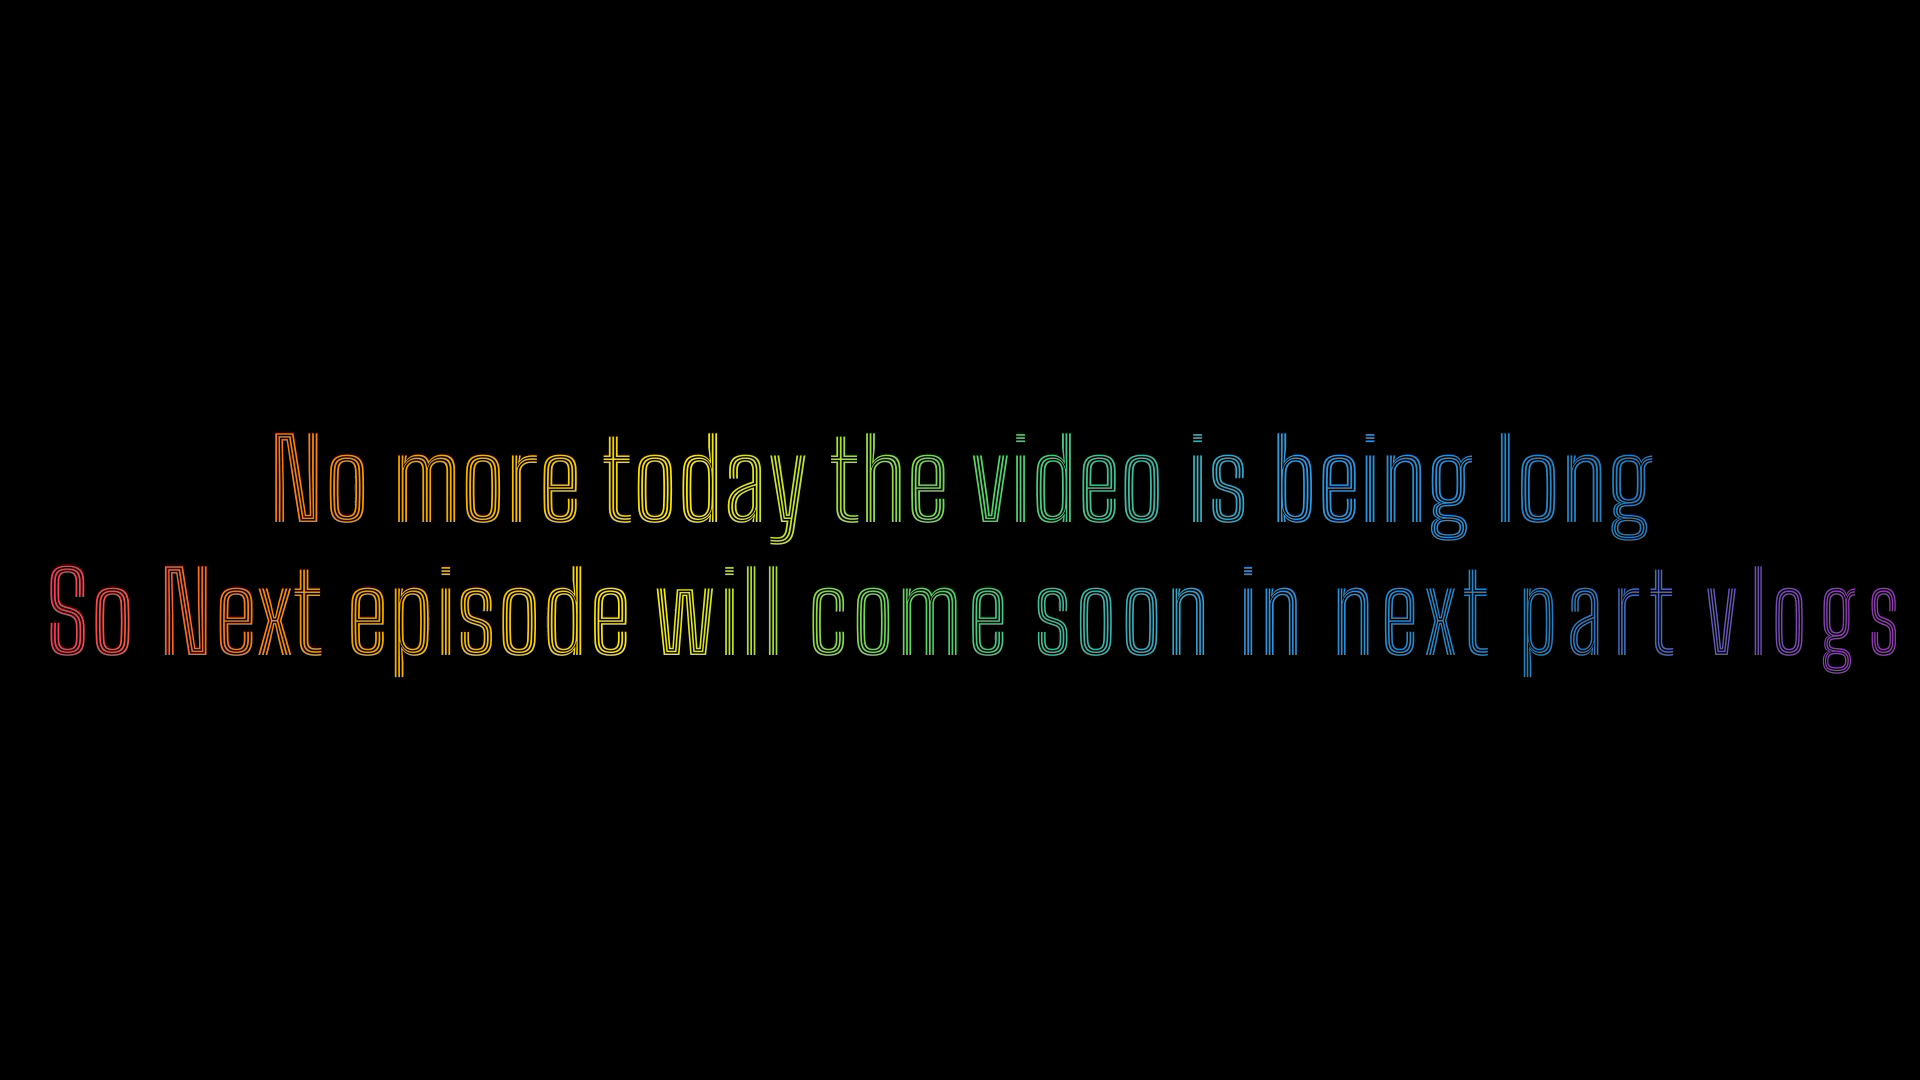 No more today the video is being long
So Next episode will come soon in next part vlogs